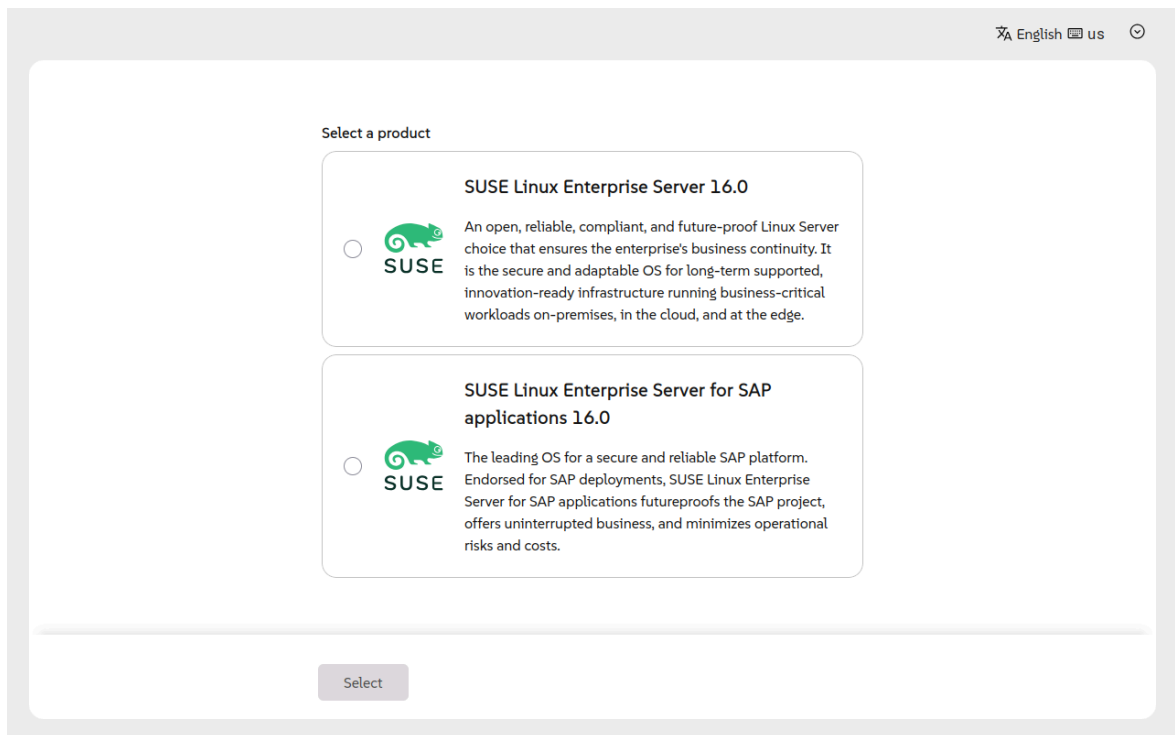 English us
Select a product
SUSE Linux Enterprise Server 16.0
An open, reliable, compliant, and future-proof Linux Server
choice that ensures the enterprise's business continuity. It
is the secure and adaptable OS for long-term supported,
innovation-ready infrastructure running business-critical
workloads on-premises, in the cloud, and at the edge.
SUSE
SUSE Linux Enterprise Server for SAP
applications 16.0
The leading OS for a secure and reliable SAP platform.
Endorsed for SAP deployments, SUSE Linux Enterprise
Server for SAP applications futureproofs the SAP project,
offers uninterrupted business, and minimizes operational
risks and costs.
SUSE
Select